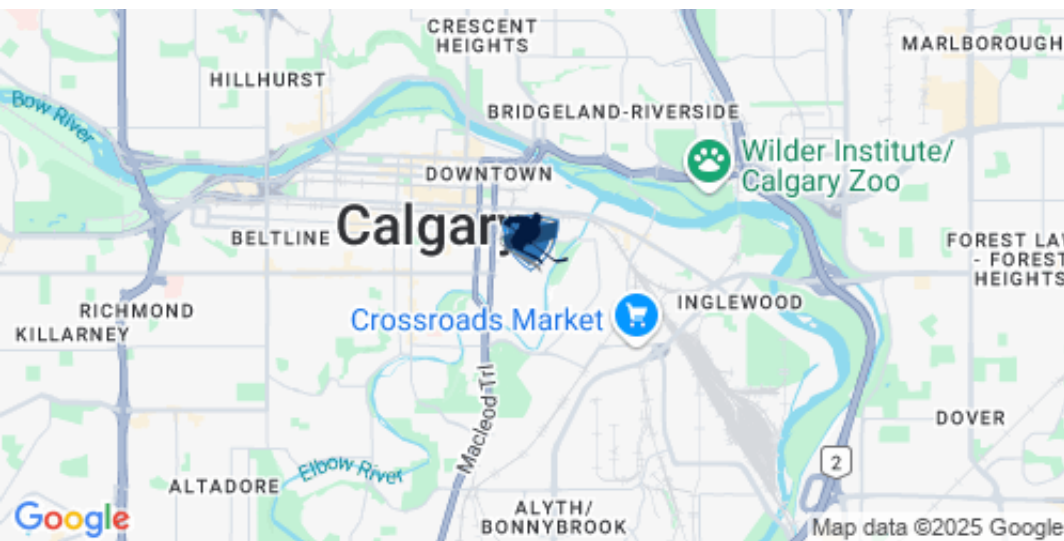 CRESCENT
HEIGHTS
MARLBOROUGH
HILLHURST
Bow River
BRIDGELAND-RIVERSIDE
Wilder Institute/
Calgary Zoo
DOWNTOWN
Calgary
BELTLINE
FOREST LA
- FOREST
HEIGHTS
RICHMOND
KILLARNEY
INGLEWOOD
Crossroads Market
Macleod Trl
DOVER
2
Elbow River
ALTADORE
ALYTH/
BONNYBROOK
Google
Map data ©2025 Google